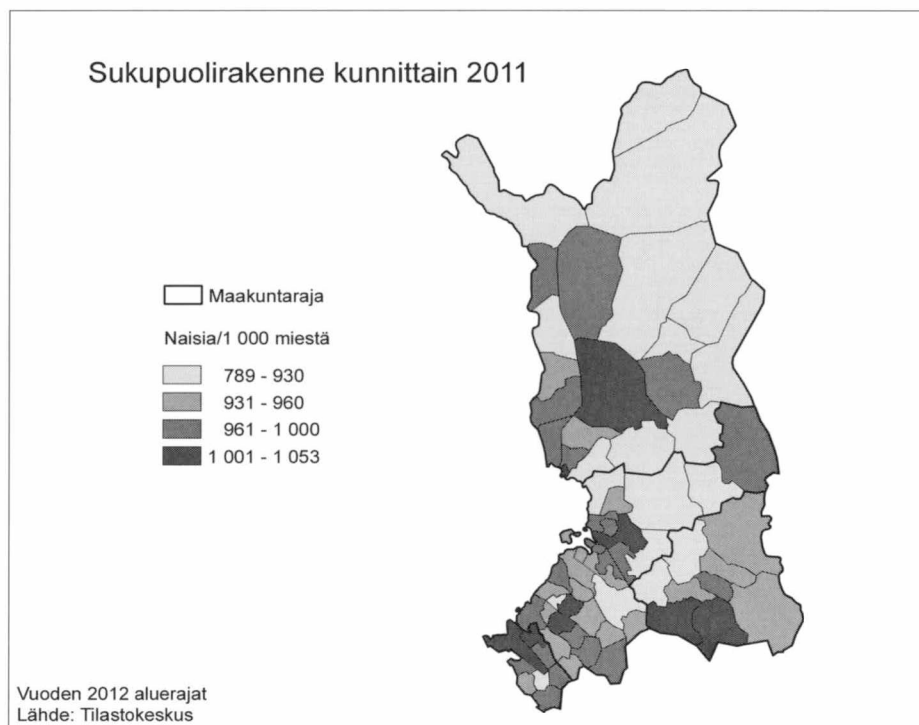 Sukupuolirakenne kunnittain 2011
Maakuntaraja
Naisia/1 000 miestä
789 - 930
931 - 960
961 - 1 000
1 001 - 1 053
Vuoden 2012 aluerajat
Lähde: Tilastokeskus